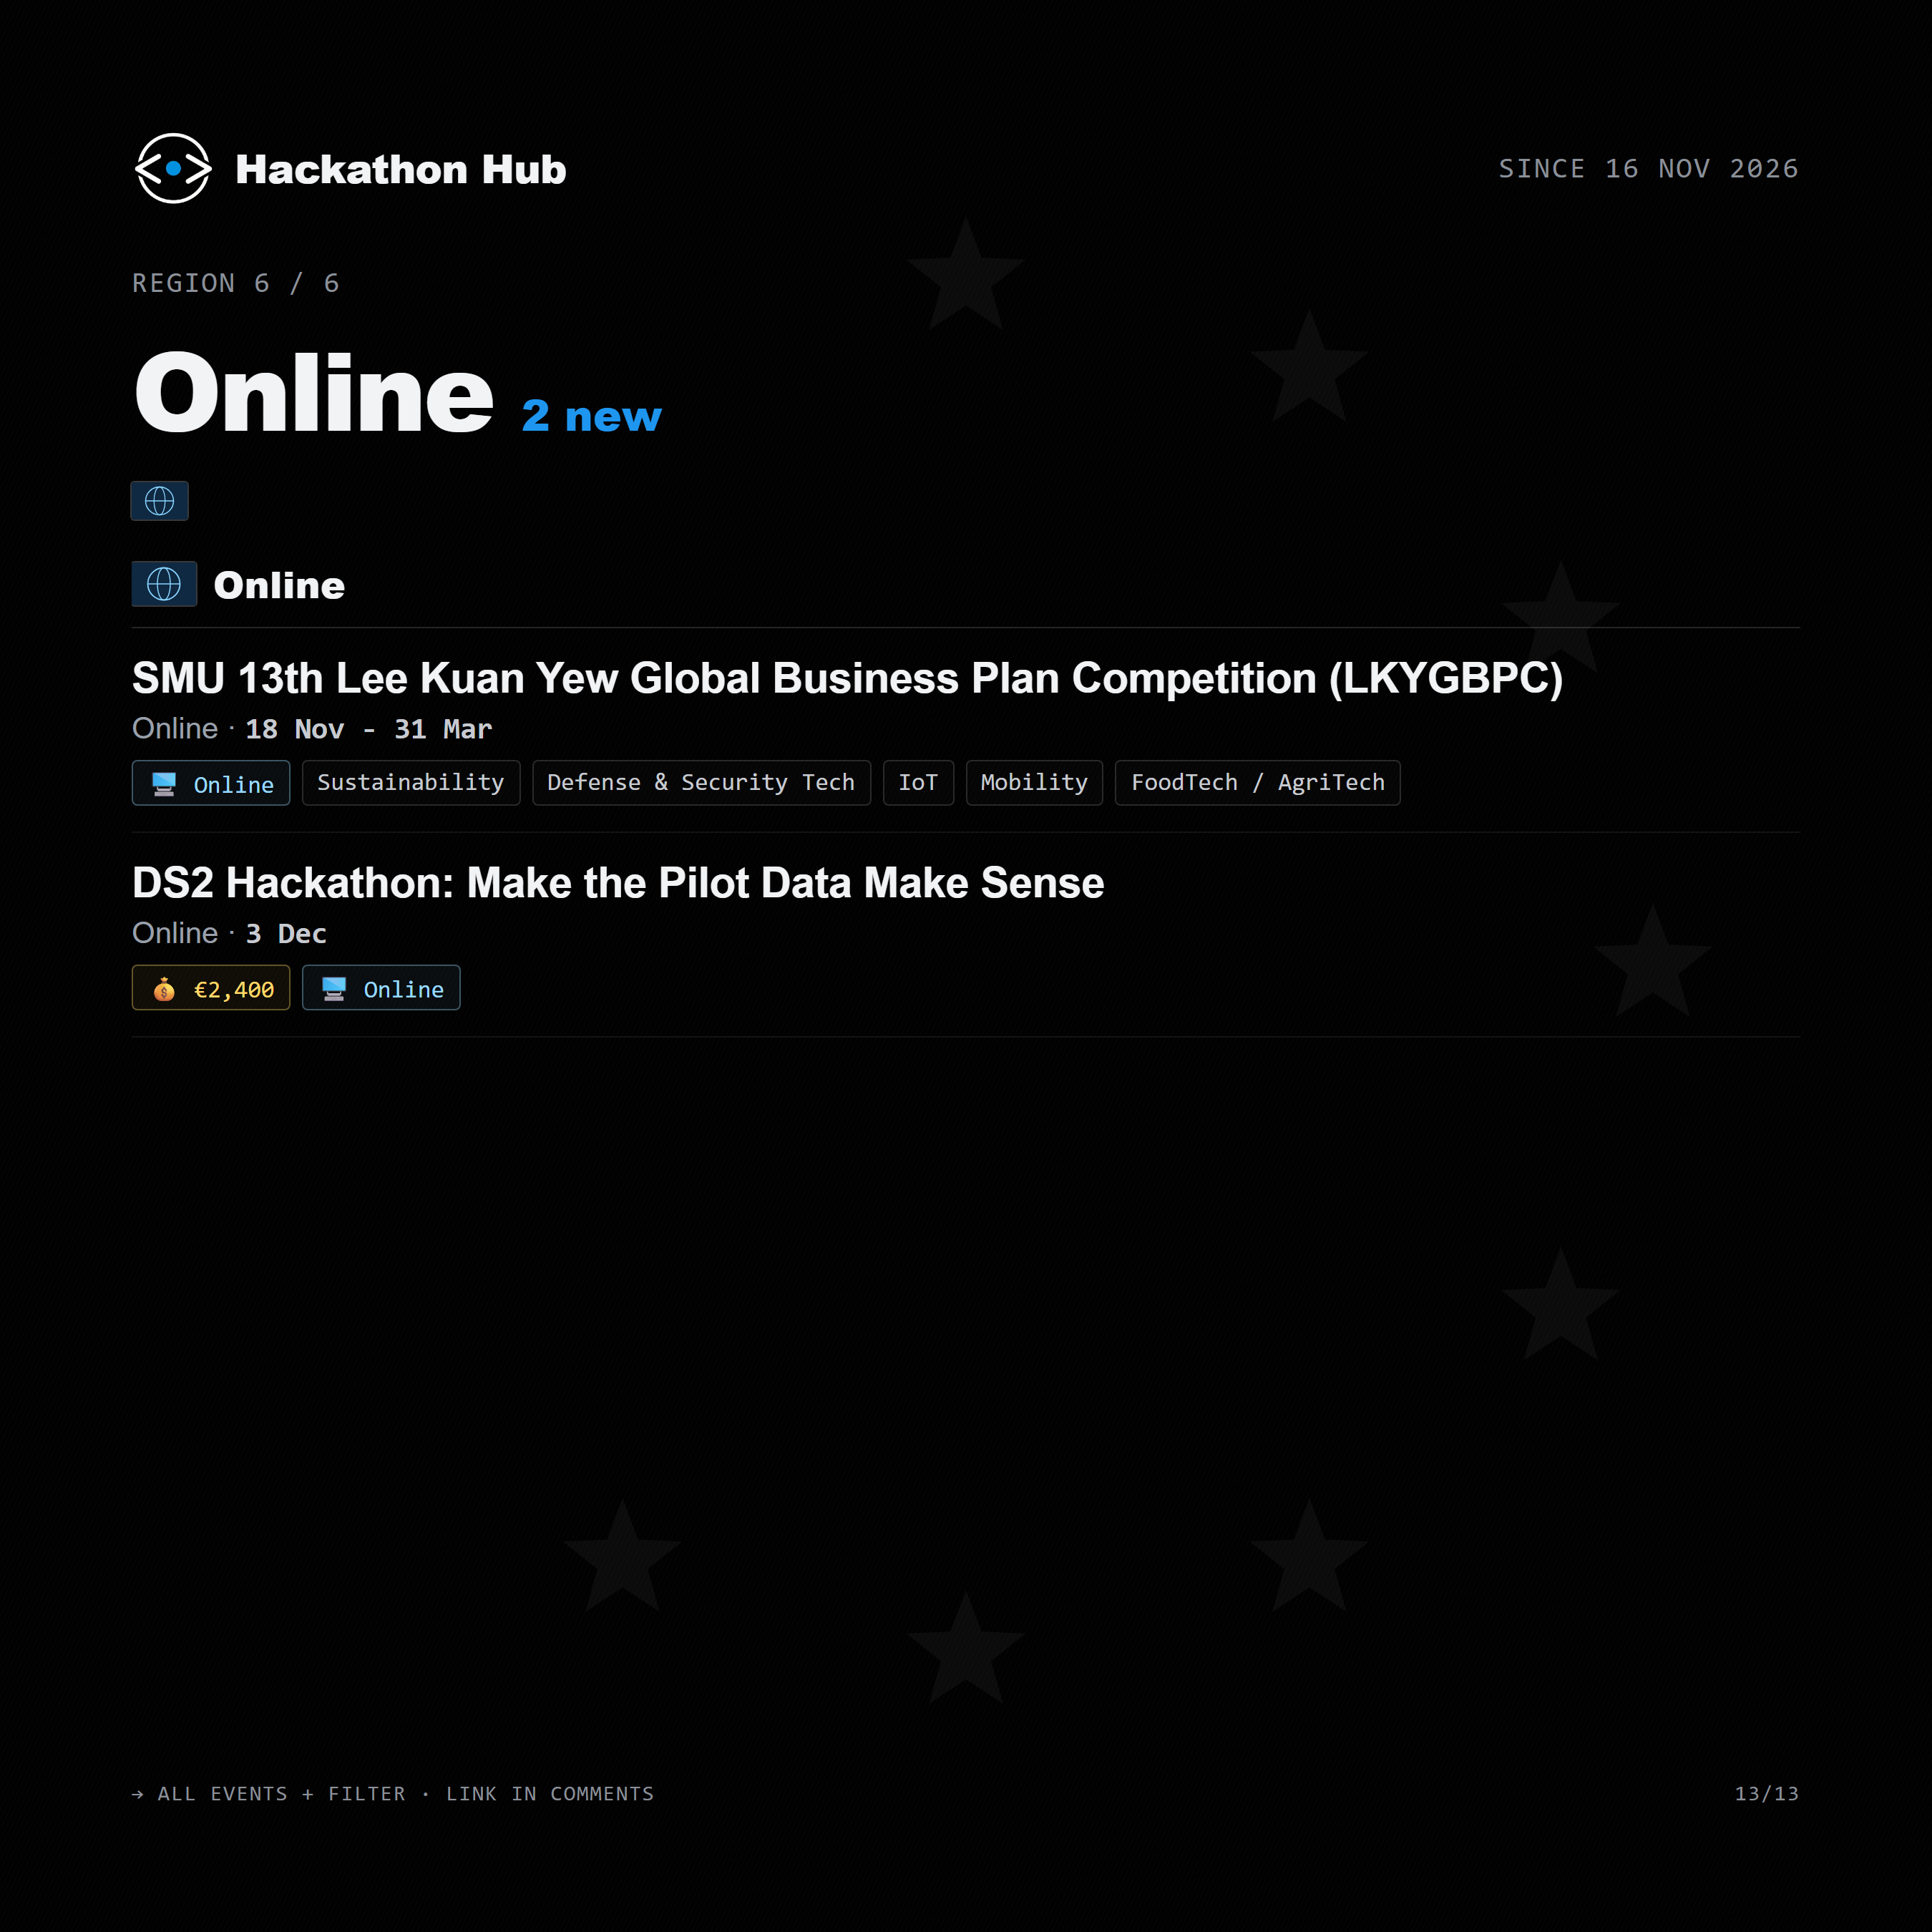 Hackathon Hub
SINCE 16 NOV 2026
REGION 6 / 6
Online 2 new
Online
SMU 13th Lee Kuan Yew Global Business Plan Competition (LKYGBPC)
Online · 18 Nov - 31 Mar
Online Sustainability Defense & Security Tech IoT Mobility FoodTech / AgriTech
DS2 Hackathon: Make the Pilot Data Make Sense
Online · 3 Dec
€2,400 Online
→ ALL EVENTS + FILTER · LINK IN COMMENTS
13/13